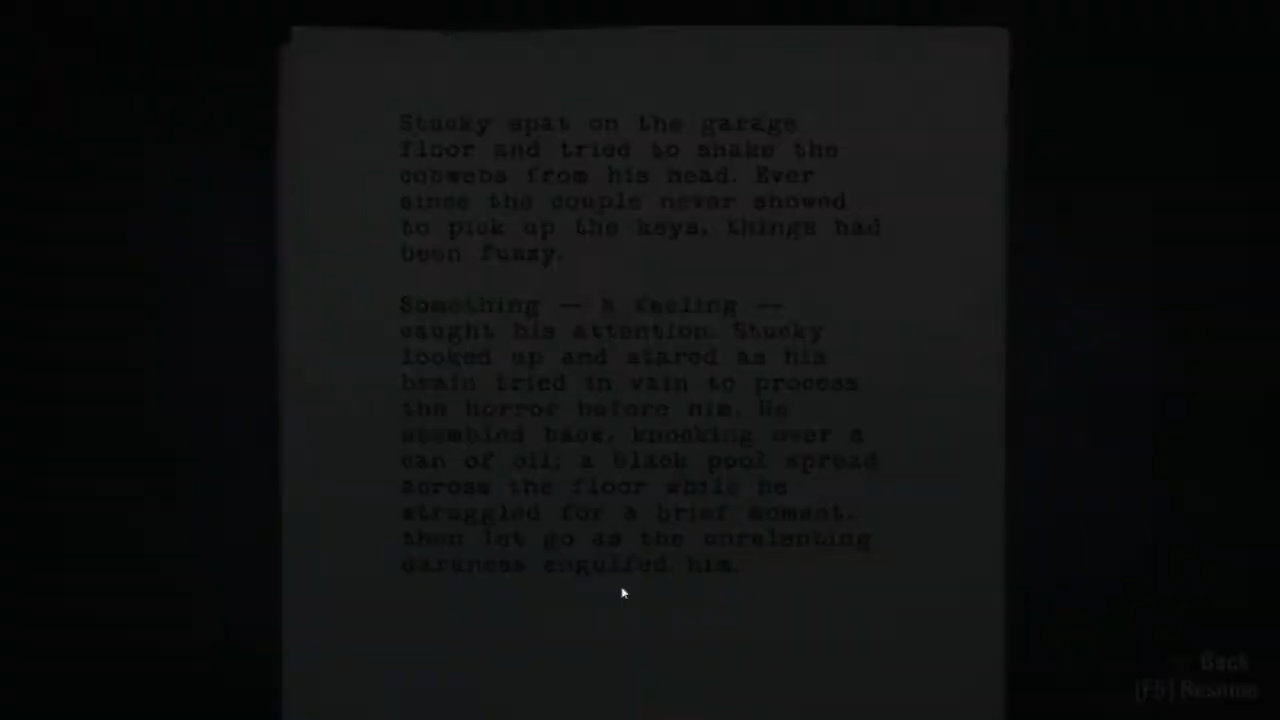 Stucky spat on the garage
floor and tried to shake the
cobwebs from his head. Ever
since the couple never showed
to pick up the keys, things had
been fuzzy.
Something -- a feeling --
caught his attention. Stucky
looked up and stared as his
brain tried in vain to process
the horror before him. He
stumbled back, knocking over a
can of oil; a black pool spread
across the floor while he
struggled for a brief moment,
then let go as the unrelenting
darkness engulfed him.
Back
[F5] Resume